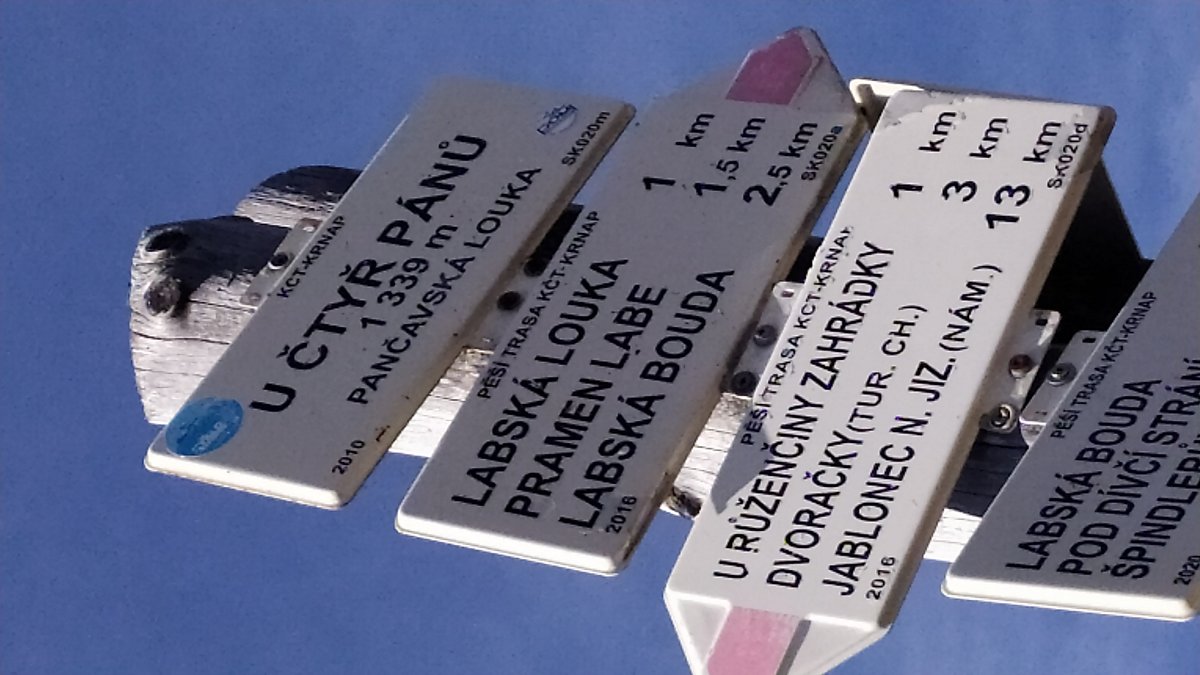 KČT-KRNAP
U ČTYŘ PÁNŮ
1 339 m
PANČAVSKÁ LOUKA
2010
SK020m
PĚŠÍ TRASA KČT-KRNAP
LABSKÁ LOUKA 1 km
PRAMEN LABE 1,5 km
LABSKÁ BOUDA 2,5 km
2016 SK020a
PĚŠÍ TRASA KČT-KRNAP
U RŮŽENČINY ZAHRÁDKY 1 km
DVORAČKY (TUR. CH.) 3 km
JABLONEC N. JIZ. (NÁM.) 13 km
2016 SK020d
PĚŠÍ TRASA KČT-KRNAP
LABSKÁ BOUDA
POD DÍVČÍ STRÁNÍ
2020